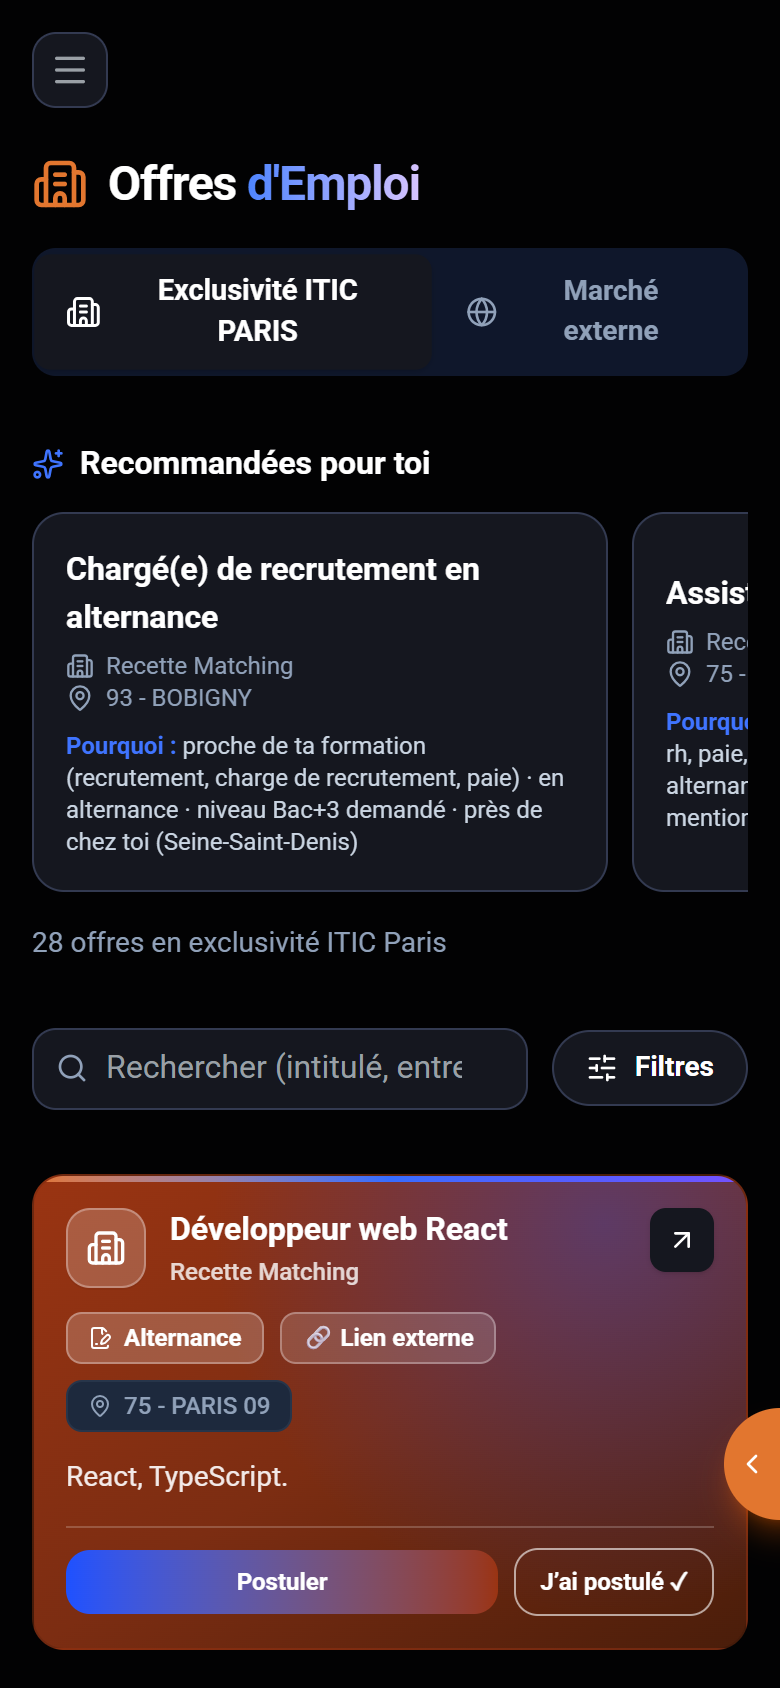 Offres d'Emploi
Exclusivité ITIC
PARIS
Marché
externe
Recommandées pour toi
Chargé(e) de recrutement en
alternance
Recette Matching
93 - BOBIGNY
Pourquoi : proche de ta formation
(recrutement, charge de recrutement, paie) · en
alternance · niveau Bac+3 demandé · près de
chez toi (Seine-Saint-Denis)
75 -
rh, paie,
28 offres en exclusivité ITIC Paris
Rechercher (intitulé,
Filtres
Développeur web React
Recette Matching
Alternance
Lien externe
75 - PARIS 09
React, TypeScript.
Postuler
J’ai postulé ✓